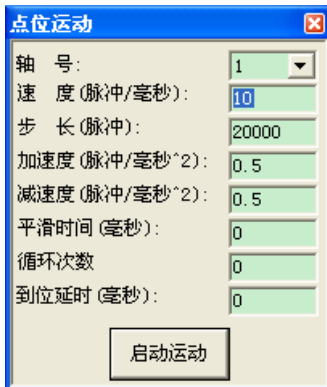 点位运动
轴 号: 1
速 度(脉冲/毫秒): 10
步 长(脉冲): 20000
加速度(脉冲/毫秒^2): 0.5
减速度(脉冲/毫秒^2): 0.5
平滑时间(毫秒): 0
循环次数 0
到位延时(毫秒): 0
启动运动